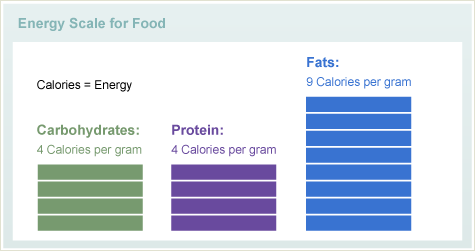 Energy Scale for Food
Calories = Energy
Carbohydrates:
4 Calories per gram
Protein:
4 Calories per gram
Fats:
9 Calories per gram